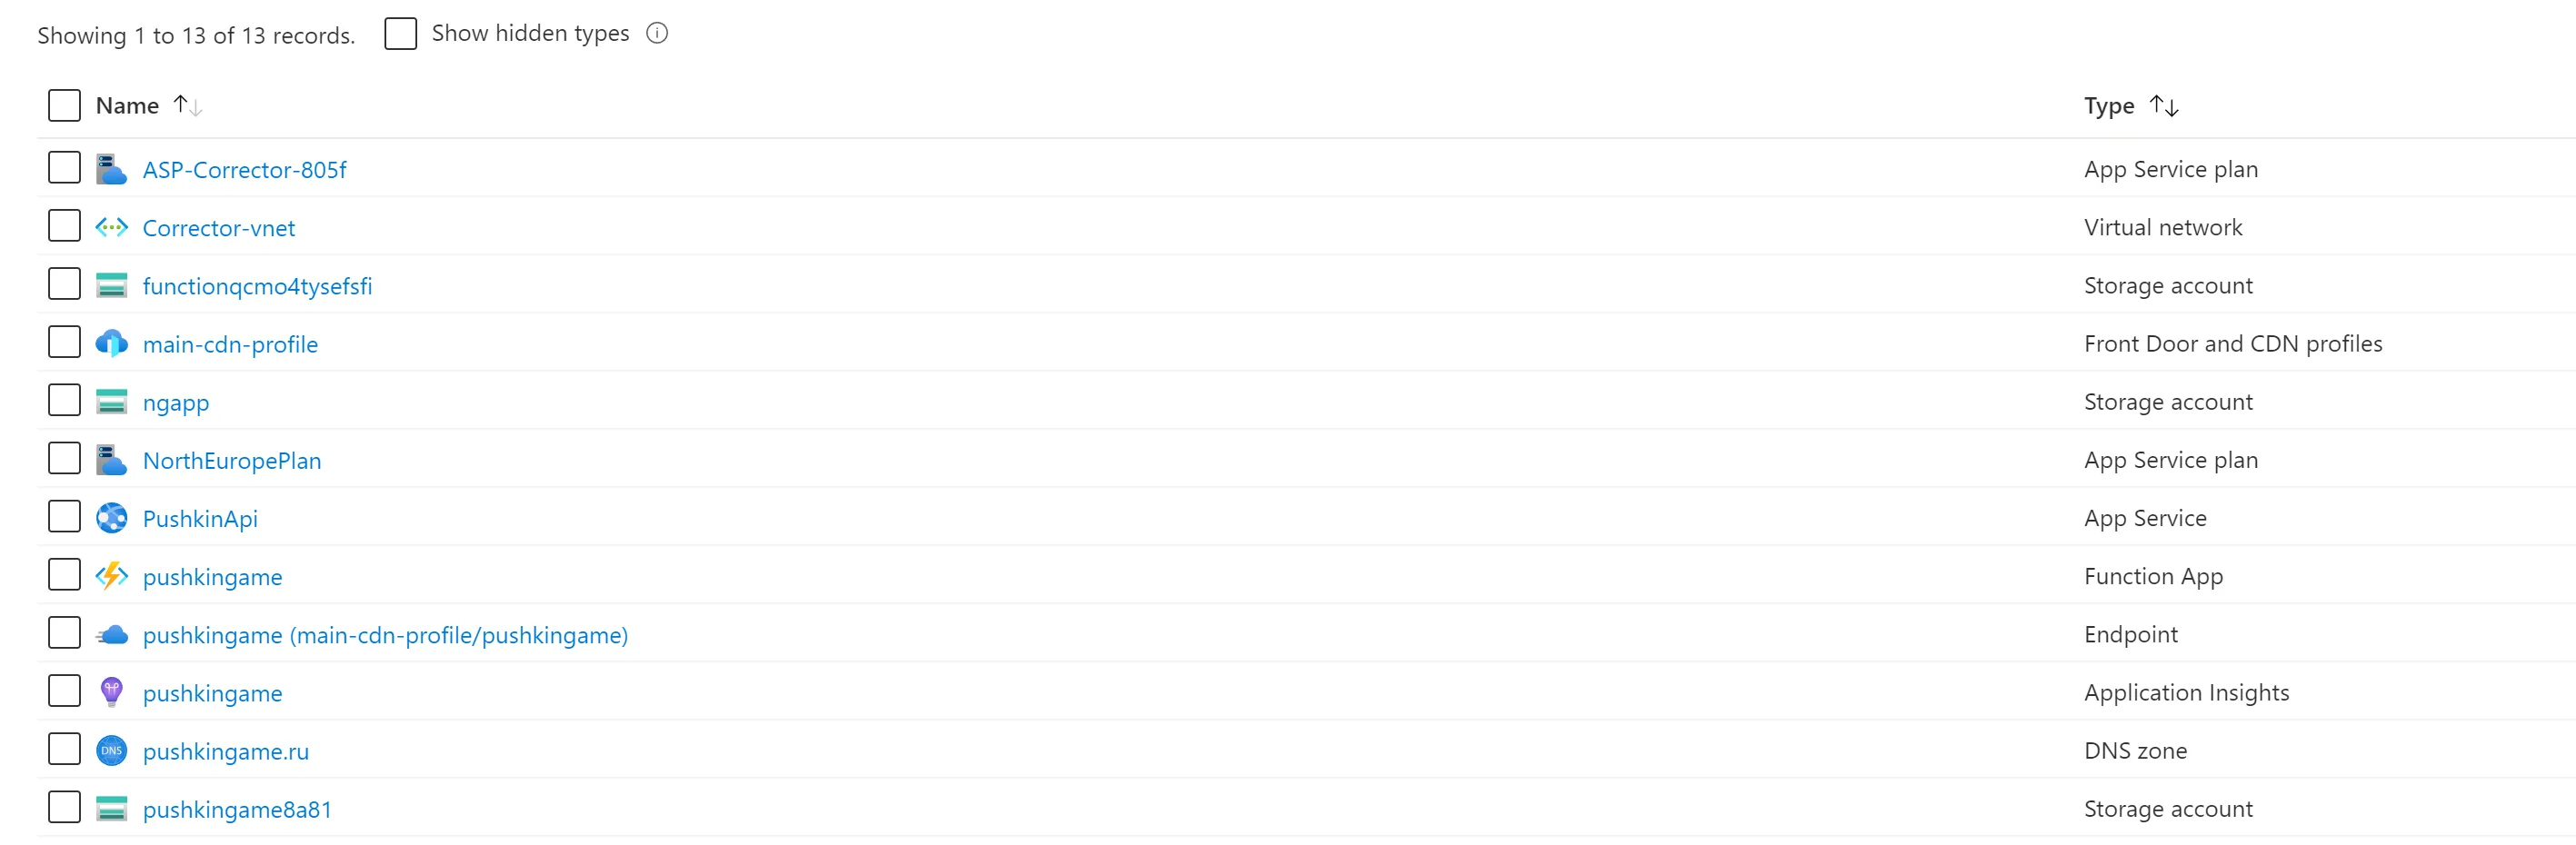 Showing 1 to 13 of 13 records. Show hidden types
Name Type
ASP-Corrector-805f App Service plan
Corrector-vnet Virtual network
functionqcmo4tysefsfi Storage account
main-cdn-profile Front Door and CDN profiles
ngapp Storage account
NorthEuropePlan App Service plan
PushkinApi App Service
pushkingame Function App
pushkingame (main-cdn-profile/pushkingame) Endpoint
pushkingame Application Insights
DNS pushkingame.ru DNS zone
pushkingame8a81 Storage account